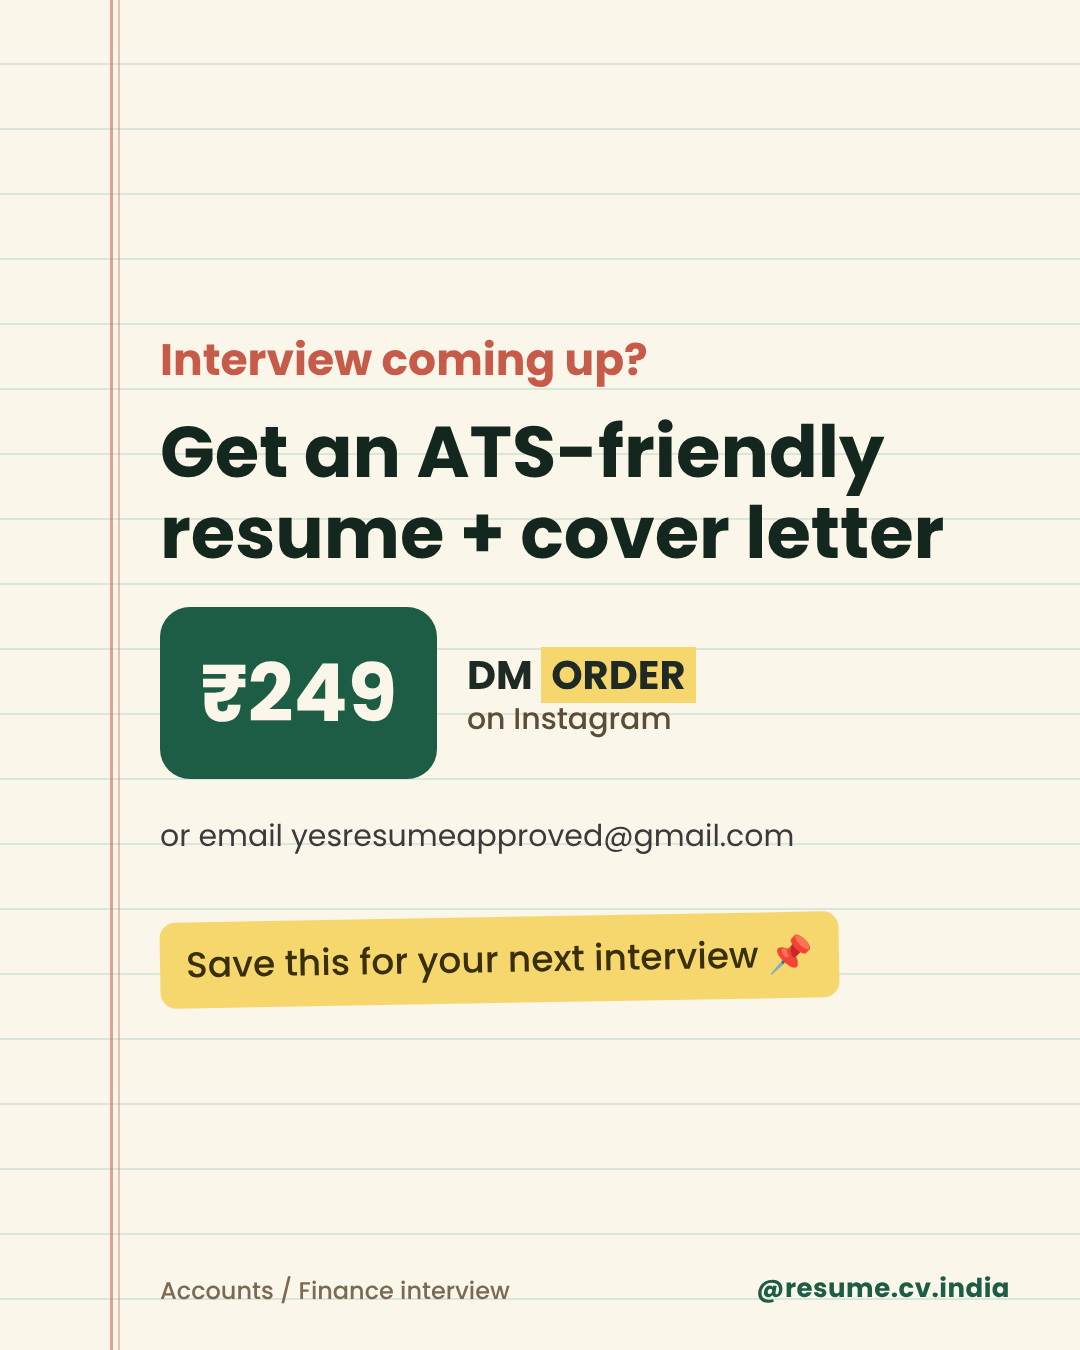 Interview coming up?
Get an ATS-friendly
resume + cover letter
₹249
DM ORDER
on Instagram
or email yesresumeapproved@gmail.com
Save this for your next interview 📌
Accounts / Finance interview
@resume.cv.india